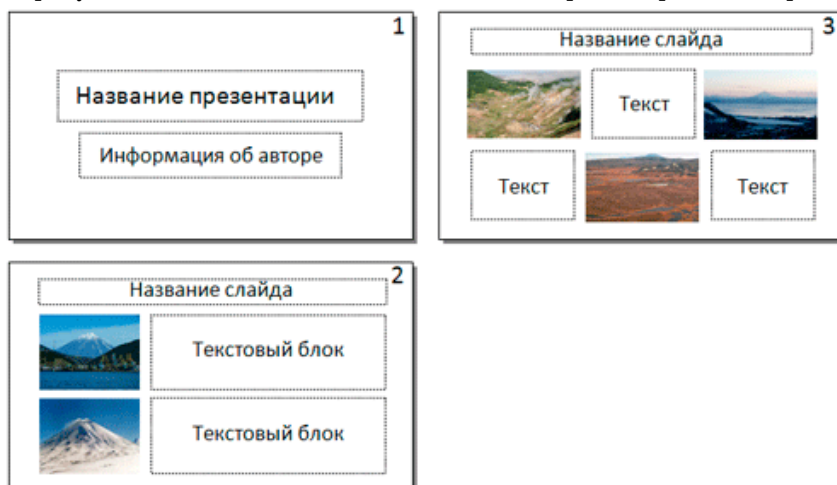 1
Название презентации
Информация об авторе
3
Название слайда
Текст
Текст
Текст
2
Название слайда
Текстовый блок
Текстовый блок